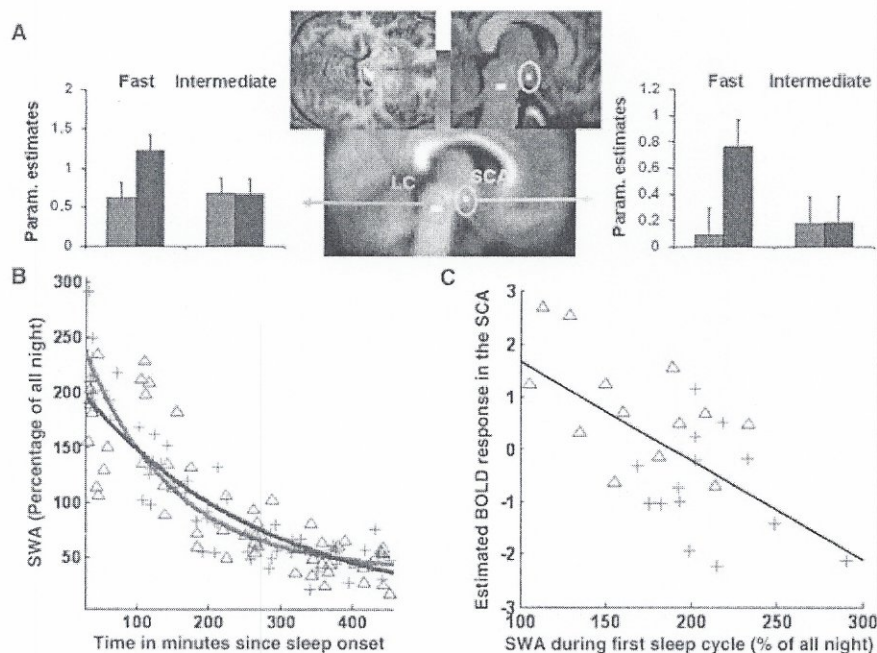 A
Fast Intermediate
Param. estimates
2
1.5
1
0.5
0
LC
SCA
Fast Intermediate
Param. estimates
1.2
1
0.8
0.6
0.4
0.2
0
B
SWA (Percentage of all night)
300
250
200
150
100
50
100 200 300 400
Time in minutes since sleep onset
C
Estimated BOLD response in the SCA
3
2
1
0
-1
-2
-3
100 150 200 250 300
SWA during first sleep cycle (% of all night)